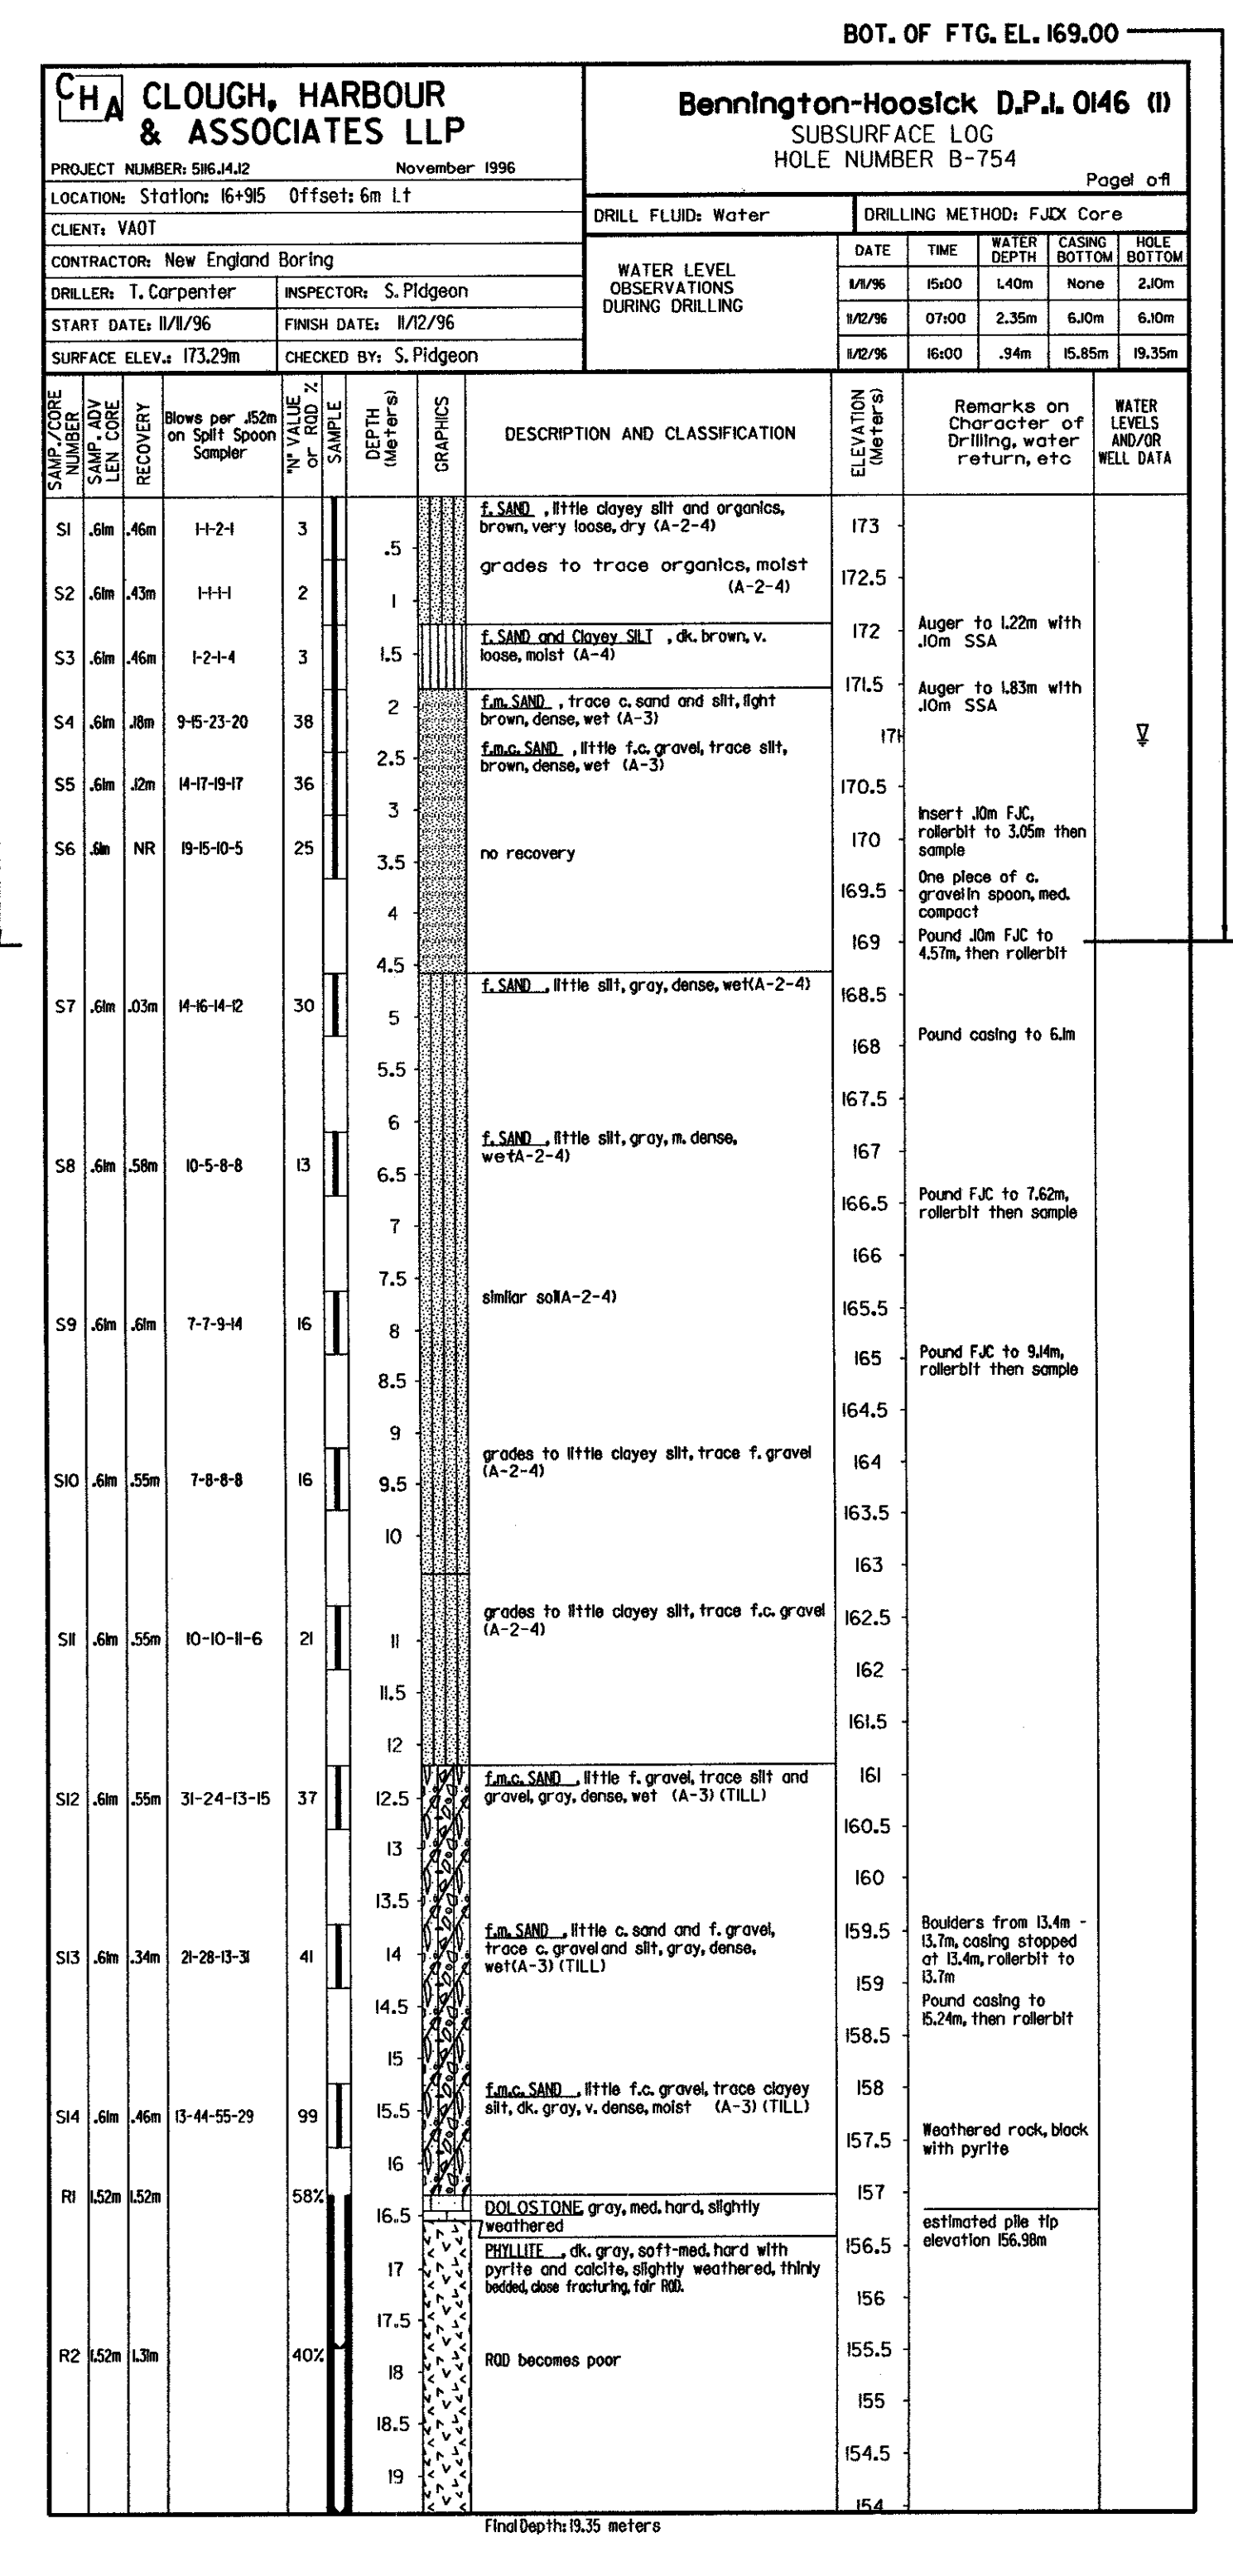 BOT. OF FTG. EL. 169.00
CHA
CLOUGH, HARBOUR
& ASSOCIATES LLP
PROJECT NUMBER: 5116.14.12 November 1996
LOCATION: Station: 16+915 Offset: 6m Lt
CLIENT: VAOT
CONTRACTOR: New England Boring
DRILLER: T. Carpenter INSPECTOR: S. Pidgeon
START DATE: 11/11/96 FINISH DATE: 11/12/96
SURFACE ELEV.: 173.29m CHECKED BY: S. Pidgeon
Bennington-Hoosick D.P.I. 0146 (1)
SUBSURFACE LOG
HOLE NUMBER B-754
Page1 of1
DRILL FLUID: Water DRILLING METHOD: FJ Core
WATER LEVEL
OBSERVATIONS
DURING DRILLING
DATE TIME WATER DEPTH CASING BOTTOM HOLE BOTTOM
11/11/96 15:00 1.40m None 2.10m
11/12/96 07:00 2.35m 6.10m 6.10m
11/12/96 16:00 .94m 15.85m 19.35m
SAMP./CORE NUMBER
SAMP. ADV LEN CORE
RECOVERY
Blows per .152m on Split Spoon Sampler
"N" VALUE or RQD %
SAMPLE
DEPTH (Meters)
GRAPHICS
DESCRIPTION AND CLASSIFICATION
ELEVATION (Meters)
Remarks on Character of Drilling, water return, etc
WATER LEVELS AND/OR WELL DATA
S1 .61m .46m 1-1-2-1 3
S2 .61m .43m 1-1-1-1 2
S3 .61m .46m 1-2-1-4 3
S4 .61m .18m 9-15-23-20 38
S5 .61m .12m 14-17-19-17 36
S6 .61m NR 19-15-10-5 25
S7 .61m .03m 14-16-14-12 30
S8 .61m .58m 10-5-8-8 13
S9 .61m .61m 7-7-9-14 16
S10 .61m .55m 7-8-8-8 16
S11 .61m .55m 10-10-11-6 21
S12 .61m .55m 31-24-13-15 37
S13 .61m .34m 21-28-13-31 41
S14 .61m .46m 13-44-55-29 99
R1 1.52m 1.52m 58%
R2 1.52m 1.31m 40%
.5
1
1.5
2
2.5
3
3.5
4
4.5
5
5.5
6
6.5
7
7.5
8
8.5
9
9.5
10
11
11.5
12
12.5
13
13.5
14
14.5
15
15.5
16
16.5
17
17.5
18
18.5
19
f. SAND , little clayey silt and organics,
brown, very loose, dry (A-2-4)
grades to trace organics, moist
(A-2-4)
f. SAND and Clayey SILT , dk. brown, v.
loose, moist (A-4)
f.m. SAND , trace c. sand and silt, light
brown, dense, wet (A-3)
f.m.c. SAND , little f.c. gravel, trace silt,
brown, dense, wet (A-3)
no recovery
f. SAND , little silt, gray, dense, wet(A-2-4)
f. SAND , little silt, gray, m. dense,
wet(A-2-4)
similar soil(A-2-4)
grades to little clayey silt, trace f. gravel
(A-2-4)
grades to little clayey silt, trace f.c. gravel
(A-2-4)
f.m.c. SAND , little f. gravel, trace silt and
gravel, gray, dense, wet (A-3) (TILL)
f.m. SAND , little c. sand and f. gravel,
trace c. gravel and silt, gray, dense,
wet(A-3) (TILL)
f.m.c. SAND , little f.c. gravel, trace clayey
silt, dk. gray, v. dense, moist (A-3) (TILL)
DOLOSTONE gray, med. hard, slightly
weathered
PHYLLITE , dk. gray, soft-med. hard with
pyrite and calcite, slightly weathered, thinly
bedded, close fracturing, fair RQD.
RQD becomes poor
173
172.5
172
171.5
171
170.5
170
169.5
169
168.5
168
167.5
167
166.5
166
165.5
165
164.5
164
163.5
163
162.5
162
161.5
161
160.5
160
159.5
159
158.5
158
157.5
157
156.5
156
155.5
155
154.5
154
Auger to 1.22m with
.10m SSA
Auger to 1.83m with
.10m SSA
Insert .10m FJC,
rollerbit to 3.05m then
sample
One piece of c.
gravel in spoon, med.
compact
Pound .10m FJC to
4.57m, then rollerbit
Pound casing to 6.1m
Pound FJC to 7.62m,
rollerbit then sample
Pound FJC to 9.14m,
rollerbit then sample
Boulders from 13.4m -
13.7m, casing stopped
at 13.4m, rollerbit to
13.7m
Pound casing to
15.24m, then rollerbit
Weathered rock, black
with pyrite
estimated pile tip
elevation 156.98m
Final Depth: 19.35 meters